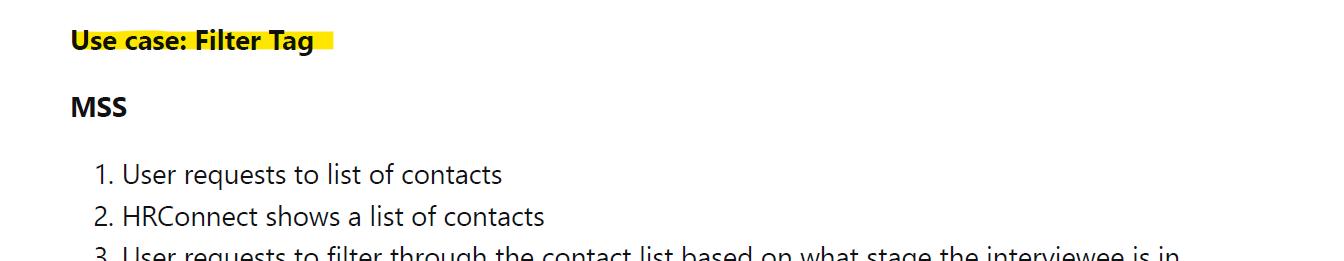 Use case: Filter Tag
MSS
1. User requests to list of contacts
2. HRConnect shows a list of contacts
3. User requests to filter through the contact list based on what stage the interviewee is in